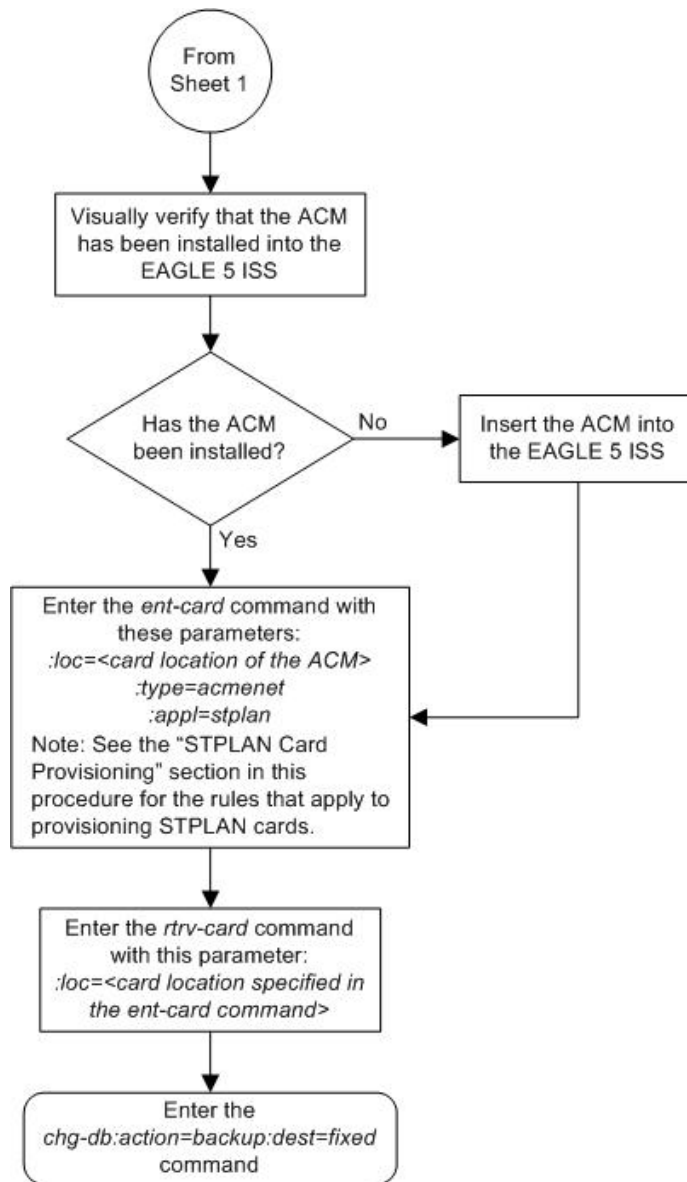 From
Sheet 1
Visually verify that the ACM
has been installed into the
EAGLE 5 ISS
Has the ACM
been installed?
No
Insert the ACM into
the EAGLE 5 ISS
Yes
Enter the ent-card command with
these parameters:
:loc=<card location of the ACM>
:type=acmenet
:appl=stplan
Note: See the “STPLAN Card
Provisioning” section in this
procedure for the rules that apply to
provisioning STPLAN cards.
Enter the rtrv-card command
with this parameter:
:loc=<card location specified in
the ent-card command>
Enter the
chg-db:action=backup:dest=fixed
command